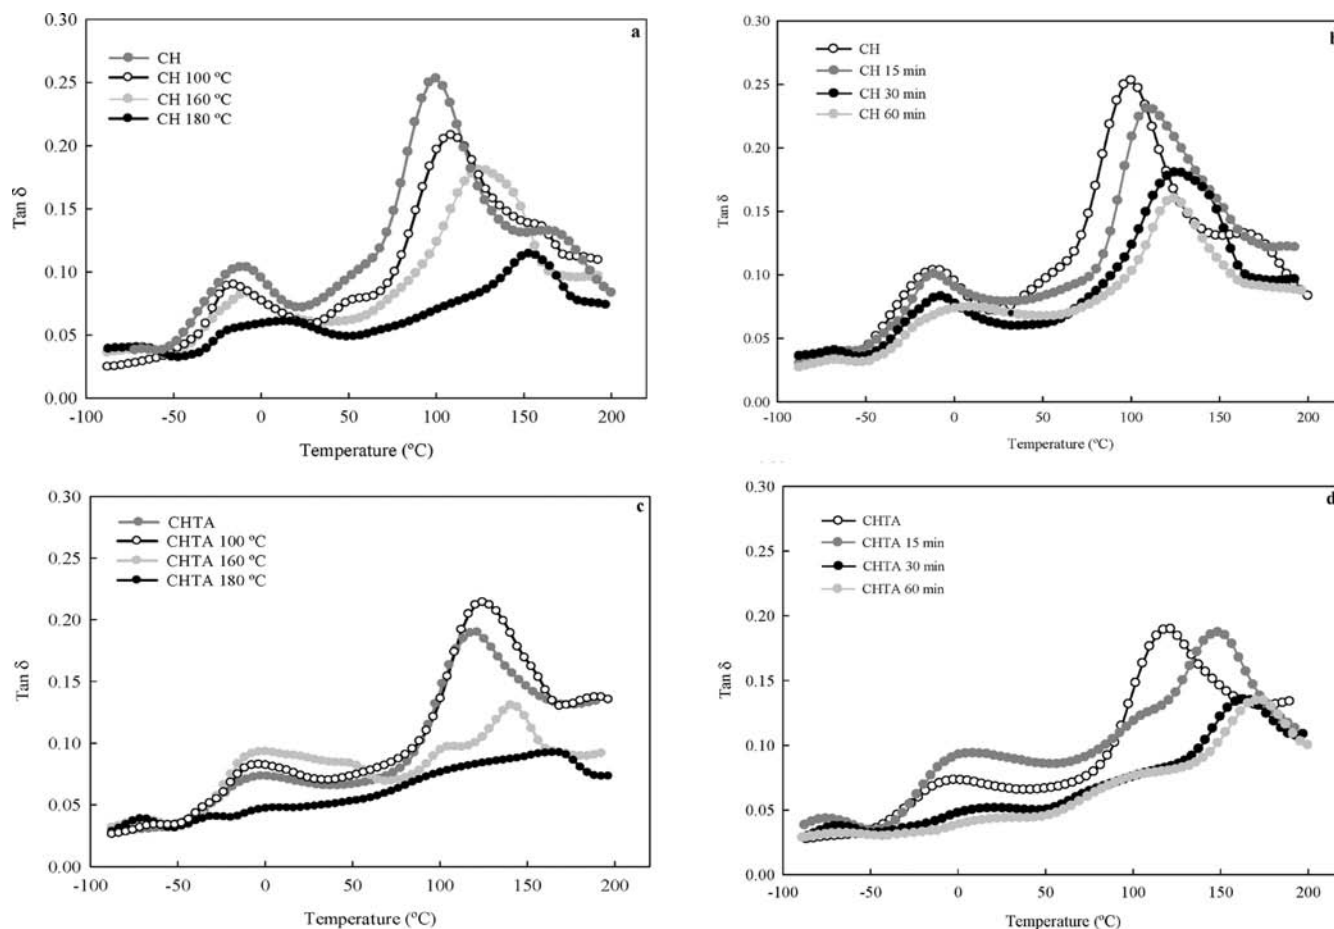 a
CH
CH 100 ºC
CH 160 ºC
CH 180 ºC
0.30
0.25
0.20
0.15
0.10
0.05
0.00
Tan δ
-100 -50 0 50 100 150 200
Temperature (ºC)
b
CH
CH 15 min
CH 30 min
CH 60 min
0.30
0.25
0.20
0.15
0.10
0.05
0.00
Tan δ
-100 -50 0 50 100 150 200
Temperature (ºC)
c
CHTA
CHTA 100 ºC
CHTA 160 ºC
CHTA 180 ºC
0.30
0.25
0.20
0.15
0.10
0.05
0.00
Tan δ
-100 -50 0 50 100 150 200
Temperature (ºC)
d
CHTA
CHTA 15 min
CHTA 30 min
CHTA 60 min
0.30
0.25
0.20
0.15
0.10
0.05
0.00
Tan δ
-100 -50 0 50 100 150 200
Temperature (ºC)